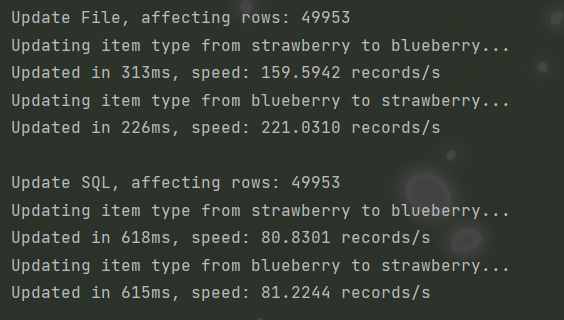 Update File, affecting rows: 49953
Updating item type from strawberry to blueberry...
Updated in 313ms, speed: 159.5942 records/s
Updating item type from blueberry to strawberry...
Updated in 226ms, speed: 221.0310 records/s
Update SQL, affecting rows: 49953
Updating item type from strawberry to blueberry...
Updated in 618ms, speed: 80.8301 records/s
Updating item type from blueberry to strawberry...
Updated in 615ms, speed: 81.2244 records/s